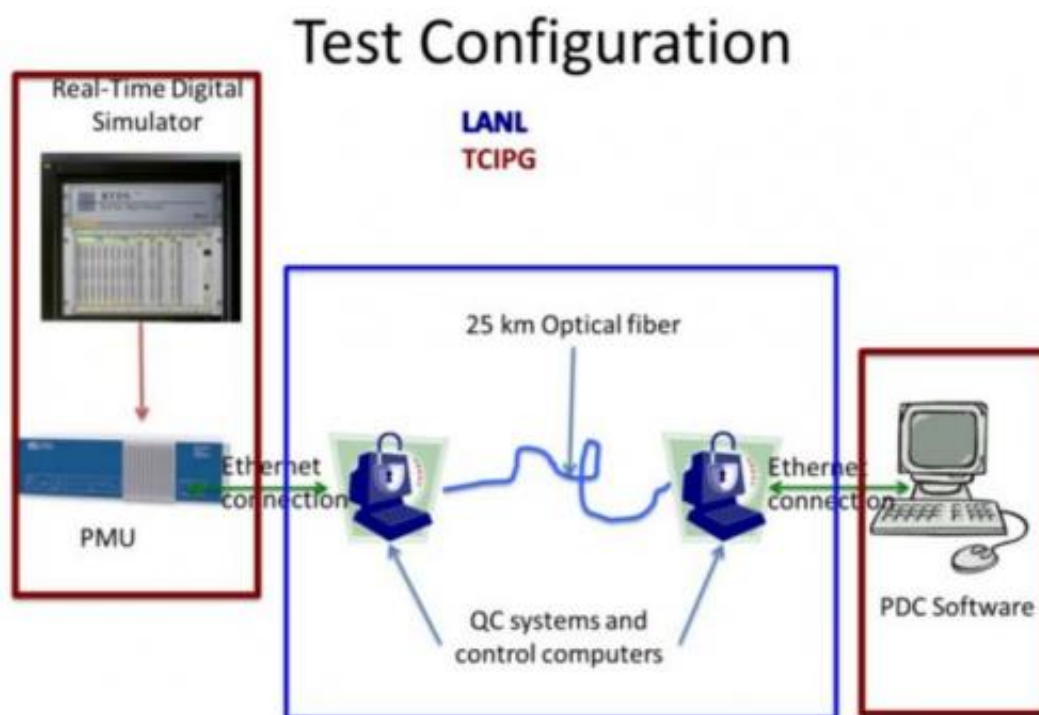 Test Configuration
Real-Time Digital
Simulator
LANL
TCIPG
25 km Optical fiber
Ethernet
connection
Ethernet
connection
PMU
QC systems and
control computers
PDC Software